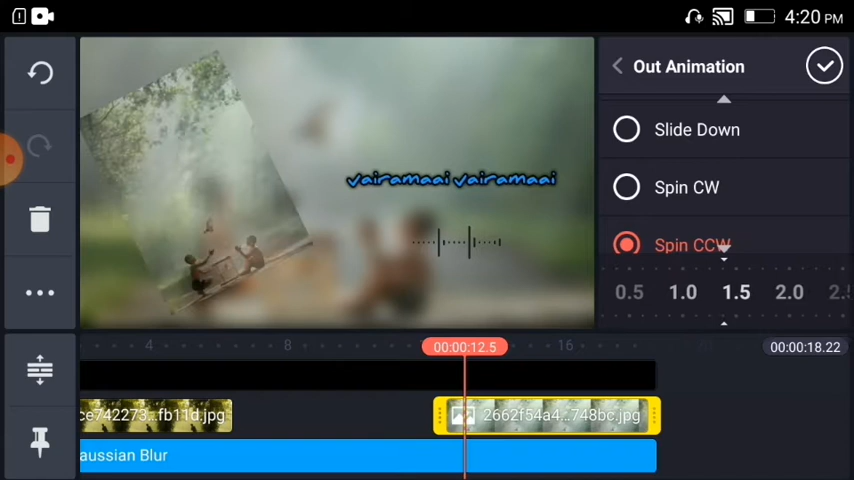 4:20 PM
Out Animation
Slide Down
vairamaai vairamaai
Spin CW
Spin CCW
0.5 1.0 1.5 2.0 2.5
4 8 00:00:12.5 16 00:00:18.22
ce742273...fb11d.jpg 2662f54a4...748bc.jpg
aussian Blur